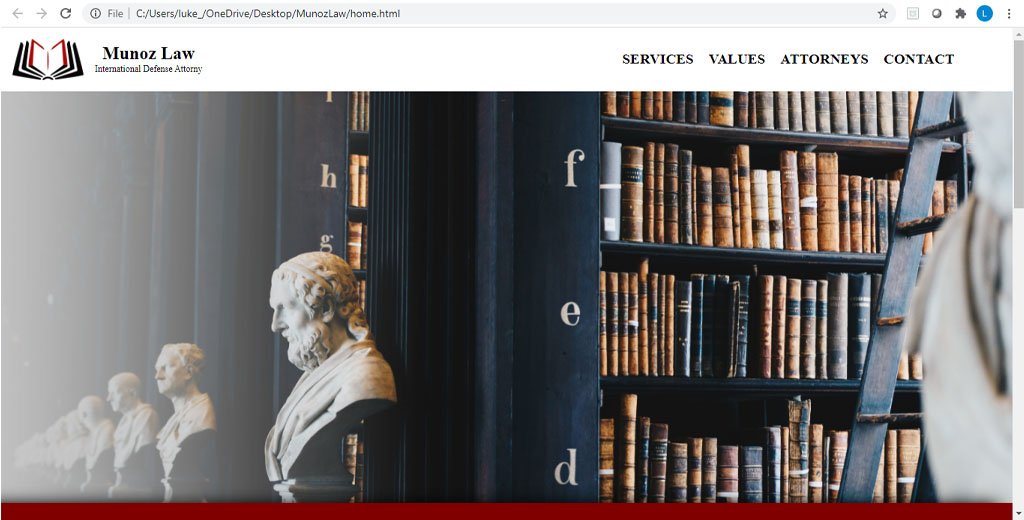 File | C:/Users/luke_/OneDrive/Desktop/MunozLaw/home.html
L
Munoz Law
International Defense Attorny
SERVICES VALUES ATTORNEYS CONTACT
h
g
f
e
d